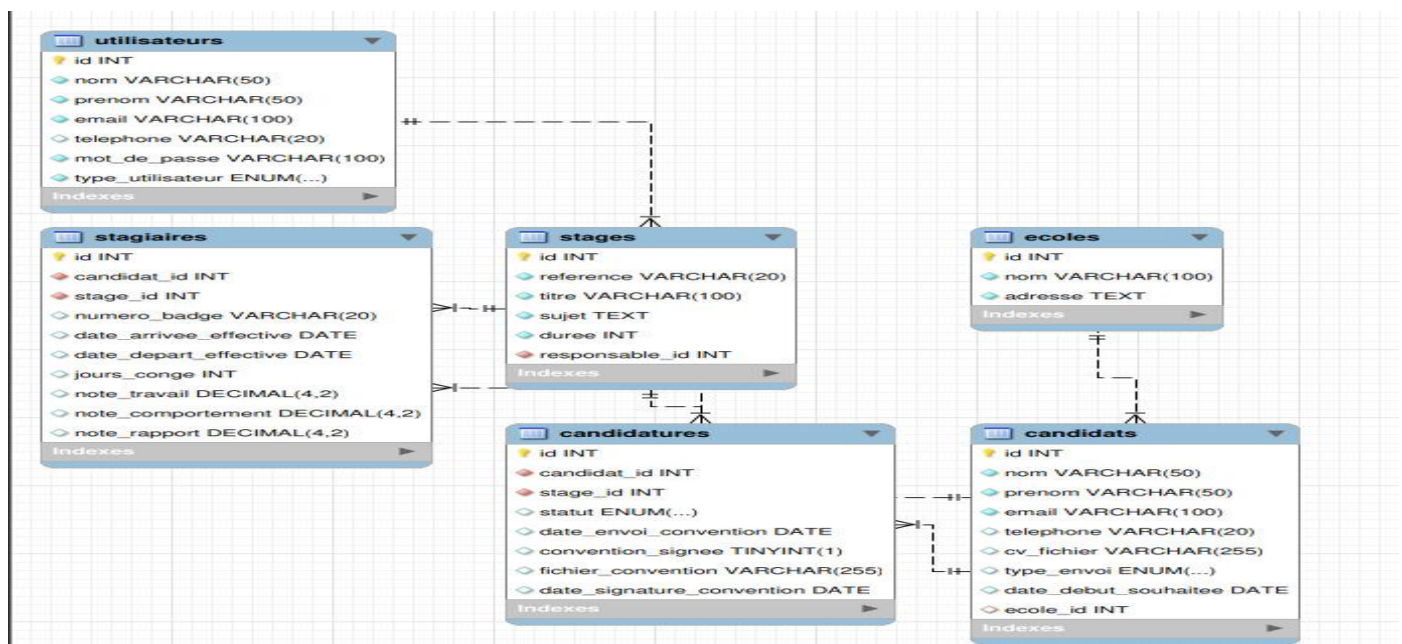 utilisateurs
id INT
nom VARCHAR(50)
prenom VARCHAR(50)
email VARCHAR(100)
telephone VARCHAR(20)
mot_de_passe VARCHAR(100)
type_utilisateur ENUM(...)
Indexes
stagiaires
id INT
candidat_id INT
stage_id INT
numero_badge VARCHAR(20)
date_arrivee_effective DATE
date_depart_effective DATE
jours_conge INT
note_travail DECIMAL(4,2)
note_comportement DECIMAL(4,2)
note_rapport DECIMAL(4,2)
Indexes
stages
id INT
reference VARCHAR(20)
titre VARCHAR(100)
sujet TEXT
duree INT
responsable_id INT
Indexes
ecoles
id INT
nom VARCHAR(100)
adresse TEXT
Indexes
candidatures
id INT
candidat_id INT
stage_id INT
statut ENUM(...)
date_envoi_convention DATE
convention_signee TINYINT(1)
fichier_convention VARCHAR(255)
date_signature_convention DATE
Indexes
candidats
id INT
nom VARCHAR(50)
prenom VARCHAR(50)
email VARCHAR(100)
telephone VARCHAR(20)
cv_fichier VARCHAR(255)
type_envoi ENUM(...)
date_debut_souhaitee DATE
ecole_id INT
Indexes